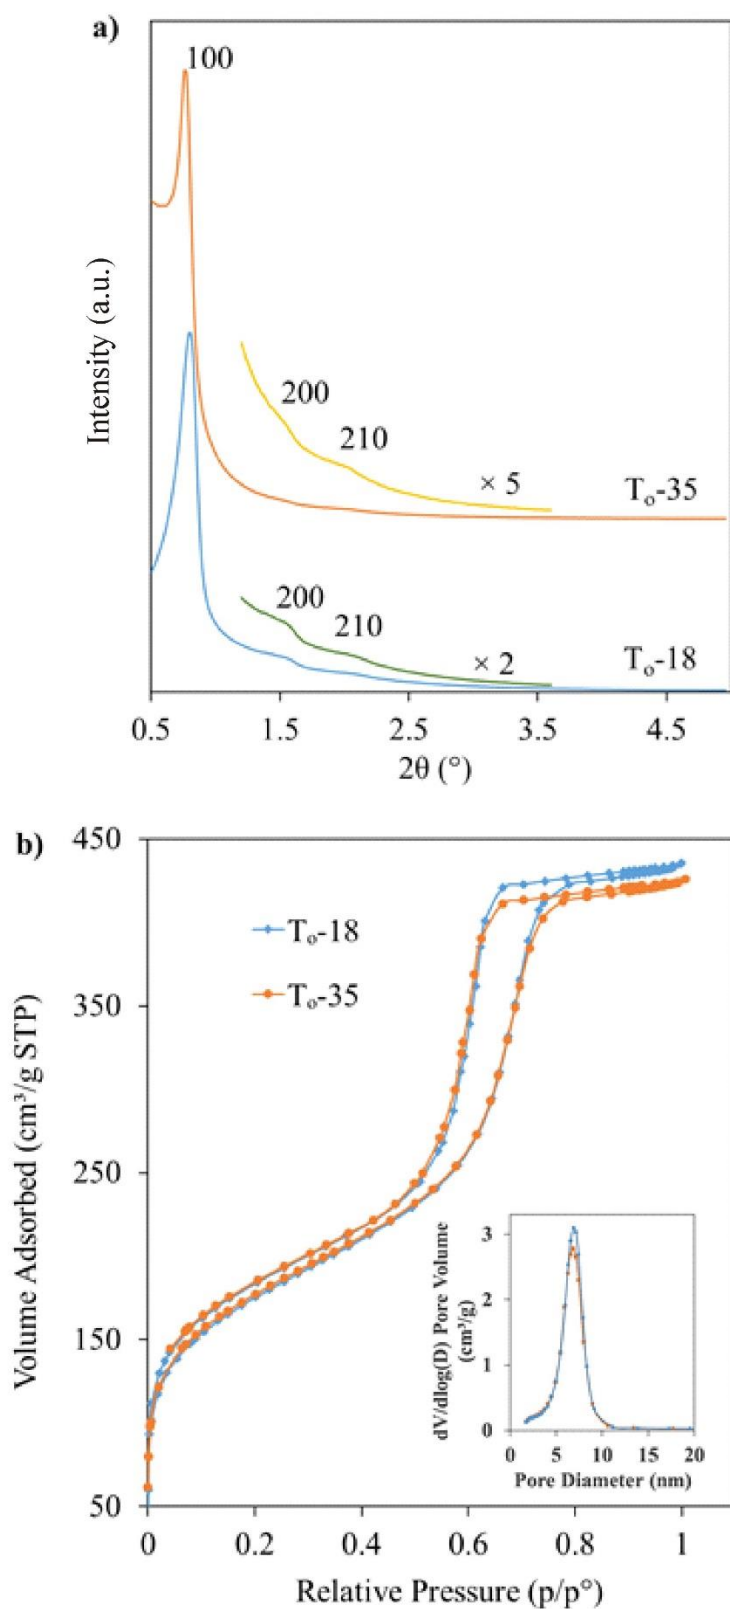 a)
100
200
210
× 5
Tₒ-35
200
210
× 2
Tₒ-18
Intensity (a.u.)
0.5 1.5 2.5 3.5 4.5
2θ (°)
b)
450
350
250
150
50
Tₒ-18
Tₒ-35
Volume Adsorbed (cm³/g STP)
3
2
1
0
dV/dlog(D) Pore Volume
(cm³/g)
0 5 10 15 20
Pore Diameter (nm)
0 0.2 0.4 0.6 0.8 1
Relative Pressure (p/p°)